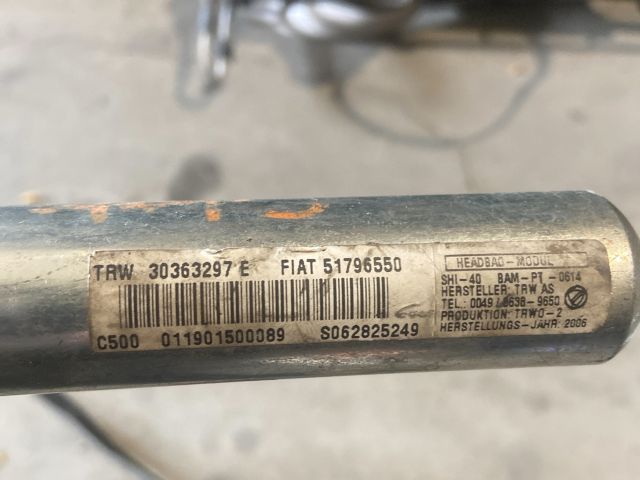 TRW 30363297 E FIAT 51796550
C500 011901500089 S062825249
HEADBAG-MODUL
SHI-40 BAM-PT-0614
HERSTELLER: TRW AS
TEL.: 0049/9638-9650
PRODUKTION: TRWO-2
HERSTELLUNGS-JAHR: 2006